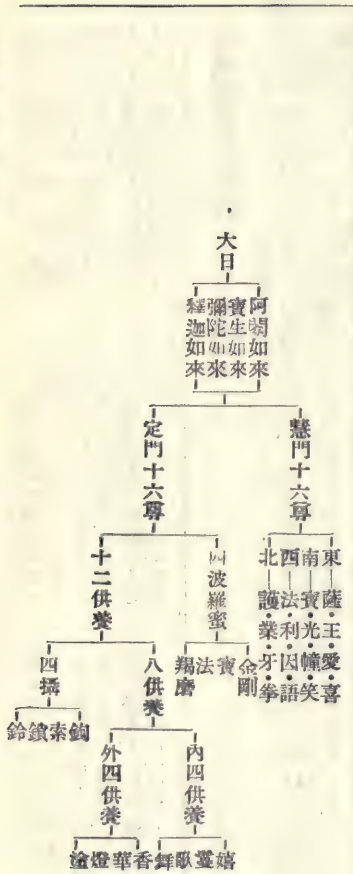 大日
阿閦如來
寶生如來
彌陀如來
釋迦如來
慧門十六尊
東—薩·王·愛·喜
南—寶·光·幢·笑
西—法·利·因·語
北—護·業·牙·拳
定門十六尊
四波羅蜜
金剛
寶
法
羯磨
十二供養
八供養
內四供養
嬉
鬘
歌
舞
外四供養
香
華
燈
塗
四攝
鉤
索
鎖
鈴